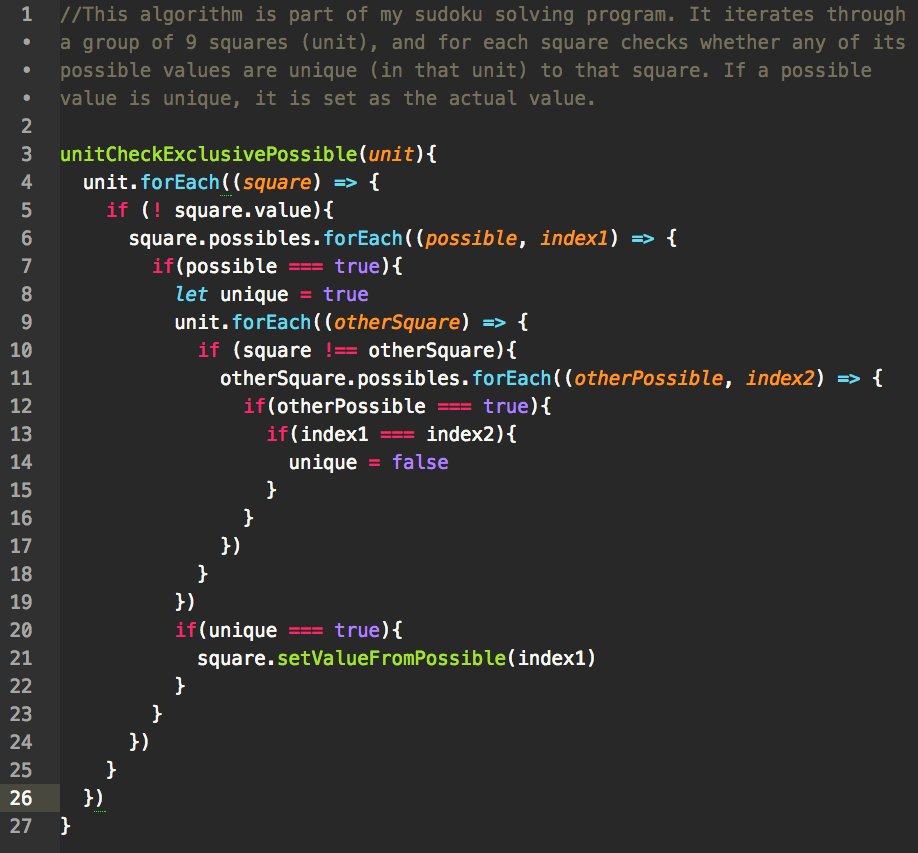 1 //This algorithm is part of my sudoku solving program. It iterates through
• a group of 9 squares (unit), and for each square checks whether any of its
• possible values are unique (in that unit) to that square. If a possible
• value is unique, it is set as the actual value.
2
3 unitCheckExclusivePossible(unit){
4   unit.forEach((square) => {
5     if (! square.value){
6       square.possibles.forEach((possible, index1) => {
7         if(possible === true){
8           let unique = true
9           unit.forEach((otherSquare) => {
10             if (square !== otherSquare){
11               otherSquare.possibles.forEach((otherPossible, index2) => {
12                 if(otherPossible === true){
13                   if(index1 === index2){
14                     unique = false
15                   }
16                 }
17               })
18             }
19           })
20           if(unique === true){
21             square.setValueFromPossible(index1)
22           }
23         }
24       })
25     }
26   })
27 }